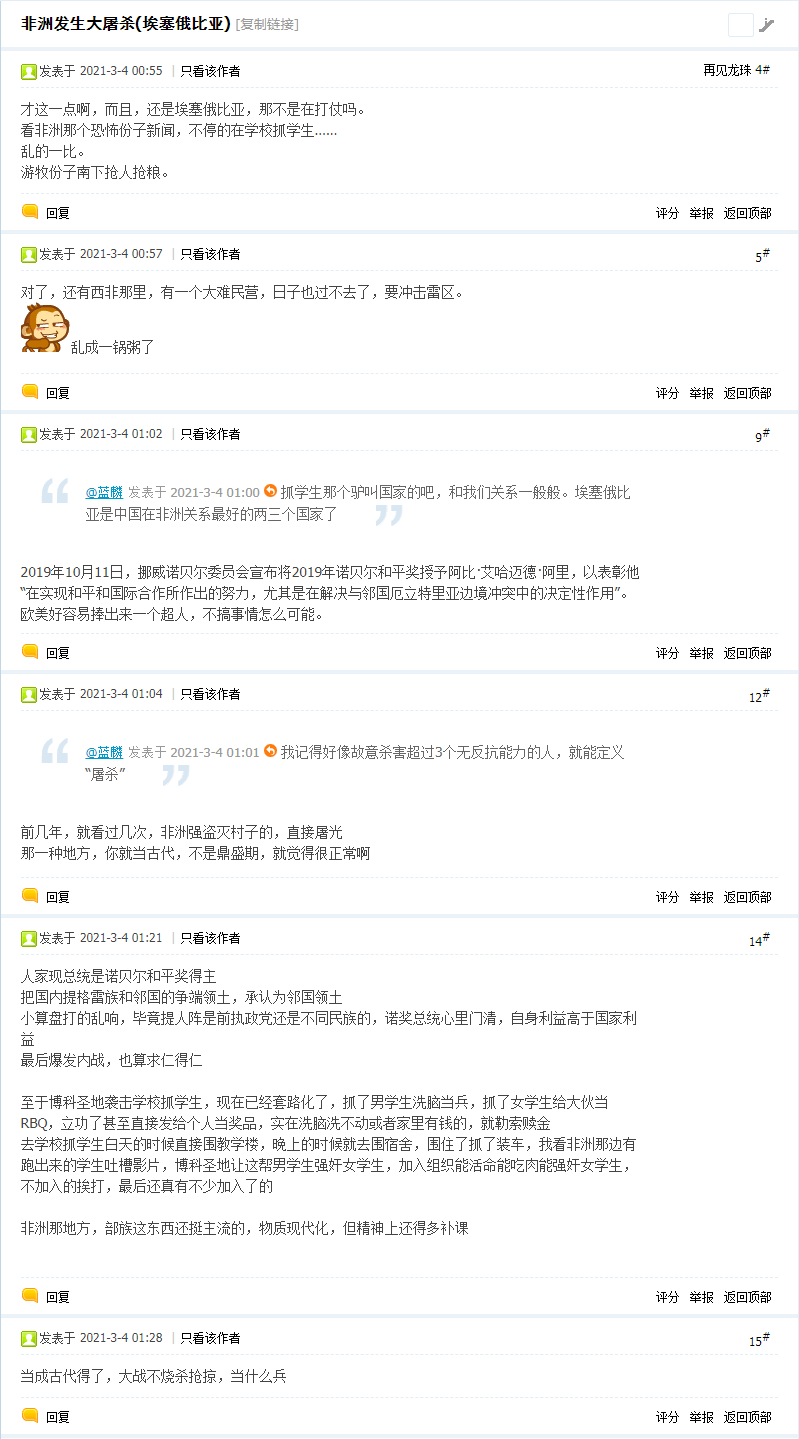 非洲发生大屠杀(埃塞俄比亚) [复制链接]
发表于 2021-3-4 00:55 | 只看该作者 再见龙珠 4#
才这一点啊，而且，还是埃塞俄比亚，那不是在打仗吗。
看非洲那个恐怖份子新闻，不停的在学校抓学生......
乱的一比。
游牧份子南下抢人抢粮。
回复 评分 举报 返回顶部
发表于 2021-3-4 00:57 | 只看该作者 5#
对了，还有西非那里，有一个大难民营，日子也过不去了，要冲击雷区。
乱成一锅粥了
回复 评分 举报 返回顶部
发表于 2021-3-4 01:02 | 只看该作者 9#
“ @蓝麟 发表于 2021-3-4 01:00 抓学生那个驴叫国家的吧，和我们关系一般般。埃塞俄比
亚是中国在非洲关系最好的两三个国家了 ”
2019年10月11日，挪威诺贝尔委员会宣布将2019年诺贝尔和平奖授予阿比·艾哈迈德·阿里，以表彰他
“在实现和平和国际合作所作出的努力，尤其是在解决与邻国厄立特里亚边境冲突中的决定性作用”。
欧美好容易捧出来一个超人，不搞事情怎么可能。
回复 评分 举报 返回顶部
发表于 2021-3-4 01:04 | 只看该作者 12#
“ @蓝麟 发表于 2021-3-4 01:01 我记得好像故意杀害超过3个无反抗能力的人，就能定义
“屠杀” ”
前几年，就看过几次，非洲强盗灭村子的，直接屠光
那一种地方，你就当古代，不是鼎盛期，就觉得很正常啊
回复 评分 举报 返回顶部
发表于 2021-3-4 01:21 | 只看该作者 14#
人家现总统是诺贝尔和平奖得主
把国内提格雷族和邻国的争端领土，承认为邻国领土
小算盘打的乱响，毕竟提人阵是前执政党还是不同民族的，诺奖总统心里门清，自身利益高于国家利
益
最后爆发内战，也算求仁得仁
至于博科圣地袭击学校抓学生，现在已经套路化了，抓了男学生洗脑当兵，抓了女学生给大伙当
RBQ，立功了甚至直接发给个人当奖品，实在洗脑洗不动或者家里有钱的，就勒索赎金
去学校抓学生白天的时候直接围教学楼，晚上的时候就去围宿舍，围住了抓了装车，我看非洲那边有
跑出来的学生吐槽影片，博科圣地让这帮男学生强奸女学生，加入组织能活命能吃肉能强奸女学生，
不加入的挨打，最后还真有不少加入了的
非洲那地方，部族这东西还挺主流的，物质现代化，但精神上还得多补课
回复 评分 举报 返回顶部
发表于 2021-3-4 01:28 | 只看该作者 15#
当成古代得了，大战不烧杀抢掠，当什么兵
回复 评分 举报 返回顶部